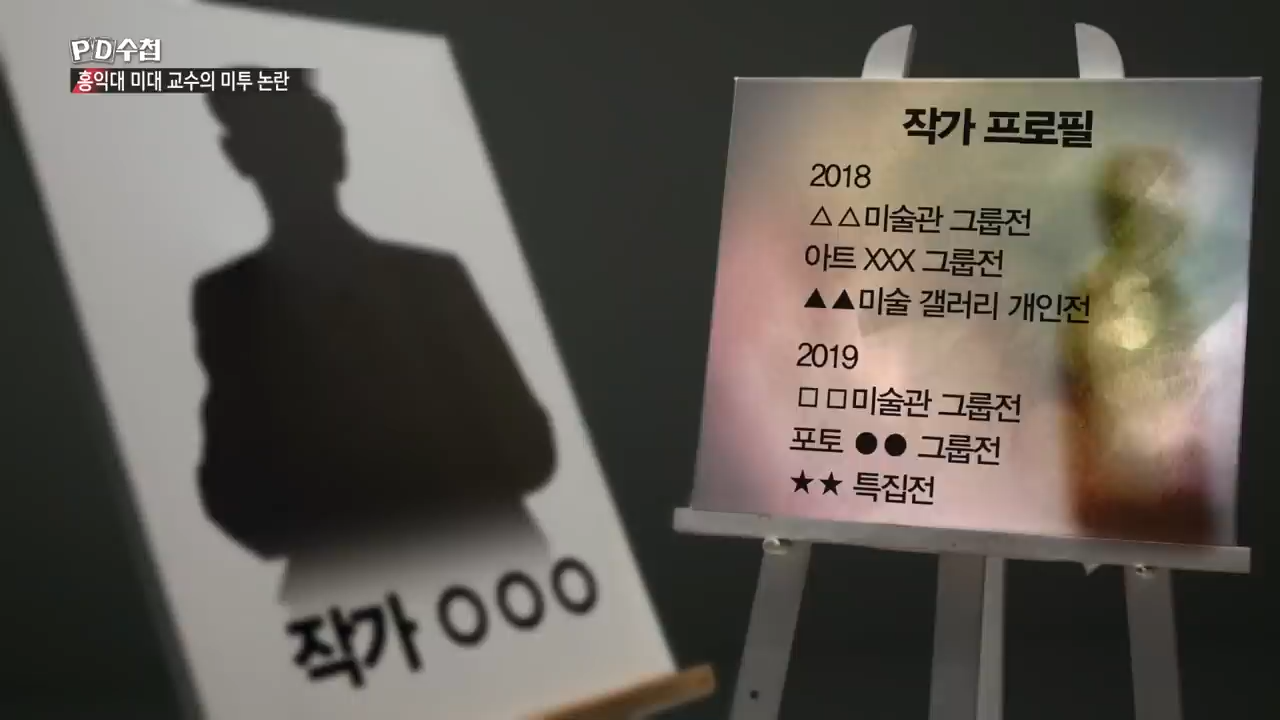 PD수첩
홍익대 미대 교수의 미투 논란
작가 프로필
2018
△△미술관 그룹전
아트 XXX 그룹전
▲▲미술 갤러리 개인전
2019
□□미술관 그룹전
포토 ●● 그룹전
★★ 특집전
작가 ○○○